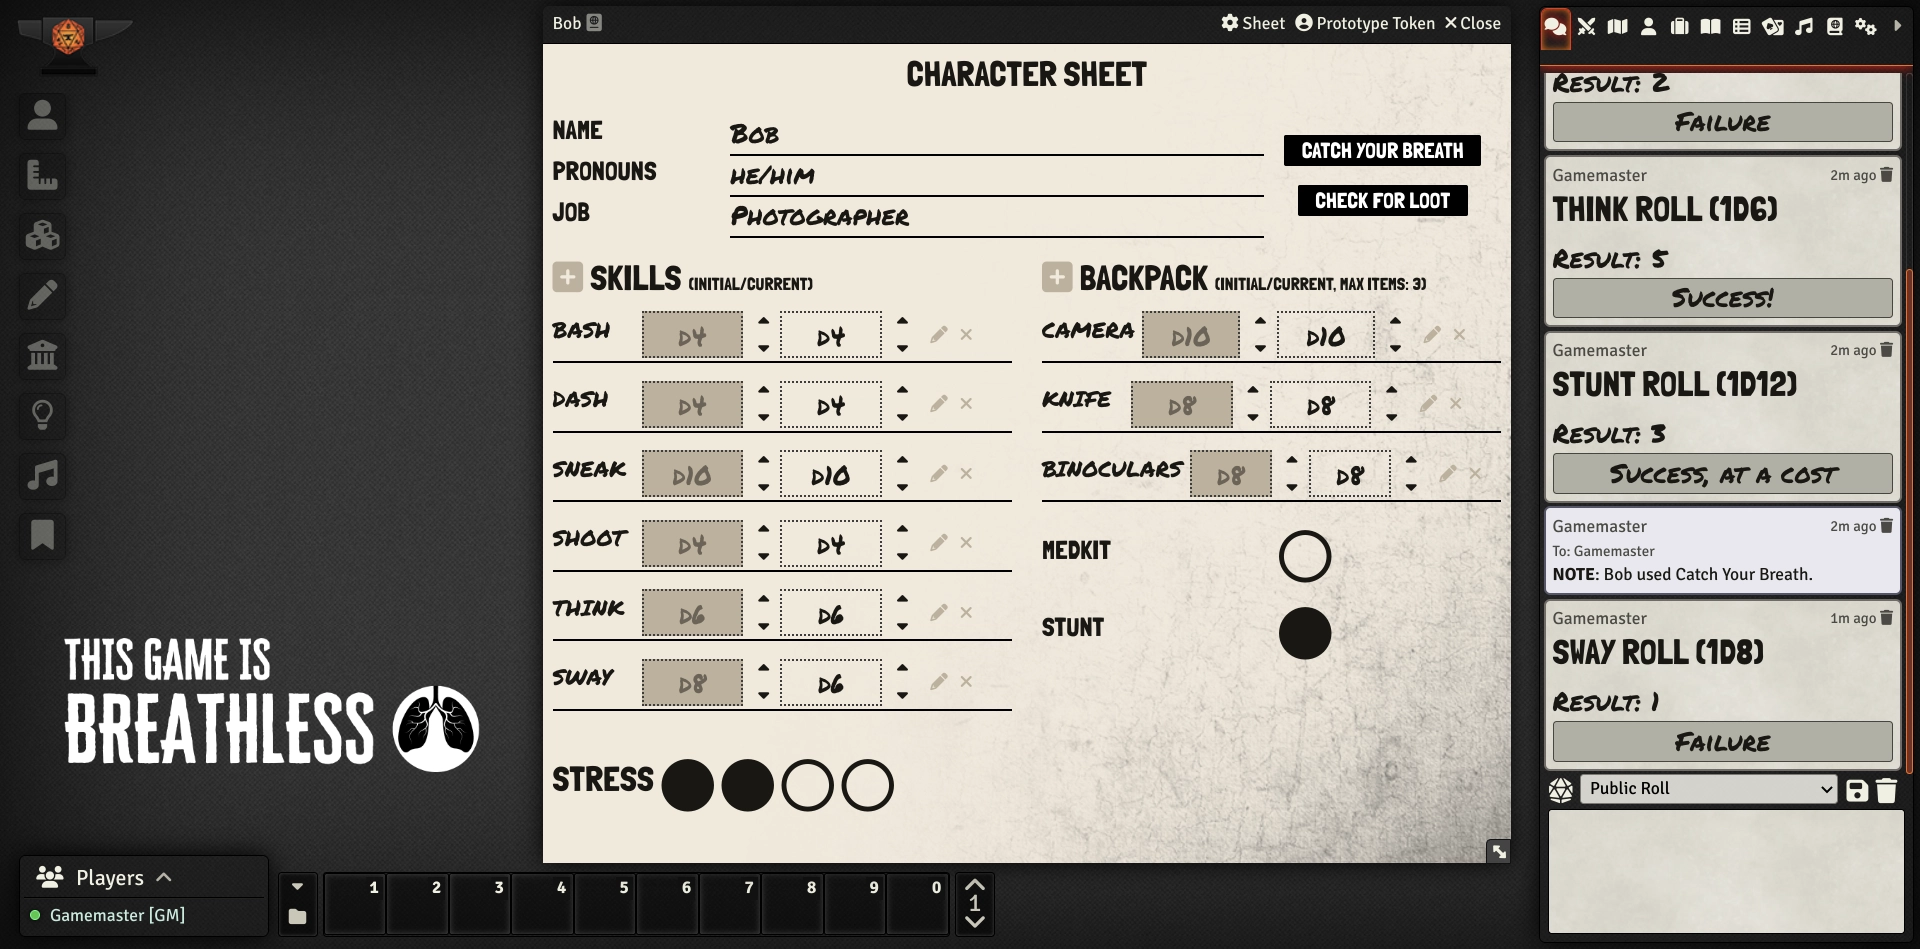 Bob
Sheet
Prototype Token
Close
CHARACTER SHEET
NAME
BOB
PRONOUNS
HE/HIM
JOB
PHOTOGRAPHER
CATCH YOUR BREATH
CHECK FOR LOOT
SKILLS (INITIAL/CURRENT)
BASH D4 D4
DASH D4 D4
SNEAK D10 D10
SHOOT D4 D4
THINK D6 D6
SWAY D8 D6
STRESS
BACKPACK (INITIAL/CURRENT, MAX ITEMS: 3)
CAMERA D10 D10
KNIFE D8 D8
BINOCULARS D8 D8
MEDKIT
STUNT
THIS GAME IS
BREATHLESS
Players
Gamemaster [GM]
1 2 3 4 5 6 7 8 9 0
1
RESULT: 2
FAILURE
Gamemaster 2m ago
THINK ROLL (1D6)
RESULT: 5
SUCCESS!
Gamemaster 2m ago
STUNT ROLL (1D12)
RESULT: 3
SUCCESS, AT A COST
Gamemaster 2m ago
To: Gamemaster
NOTE: Bob used Catch Your Breath.
Gamemaster 1m ago
SWAY ROLL (1D8)
RESULT: 1
FAILURE
Public Roll